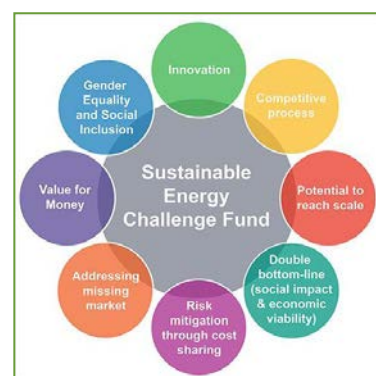 Innovation
Competitive
process
Potential to
reach scale
Double
bottom-line
(social impact
& economic
viability)
Risk
mitigation
through cost
sharing
Addressing
missing
market
Value for
Money
Gender
Equality
and Social
Inclusion
Sustainable
Energy
Challenge Fund